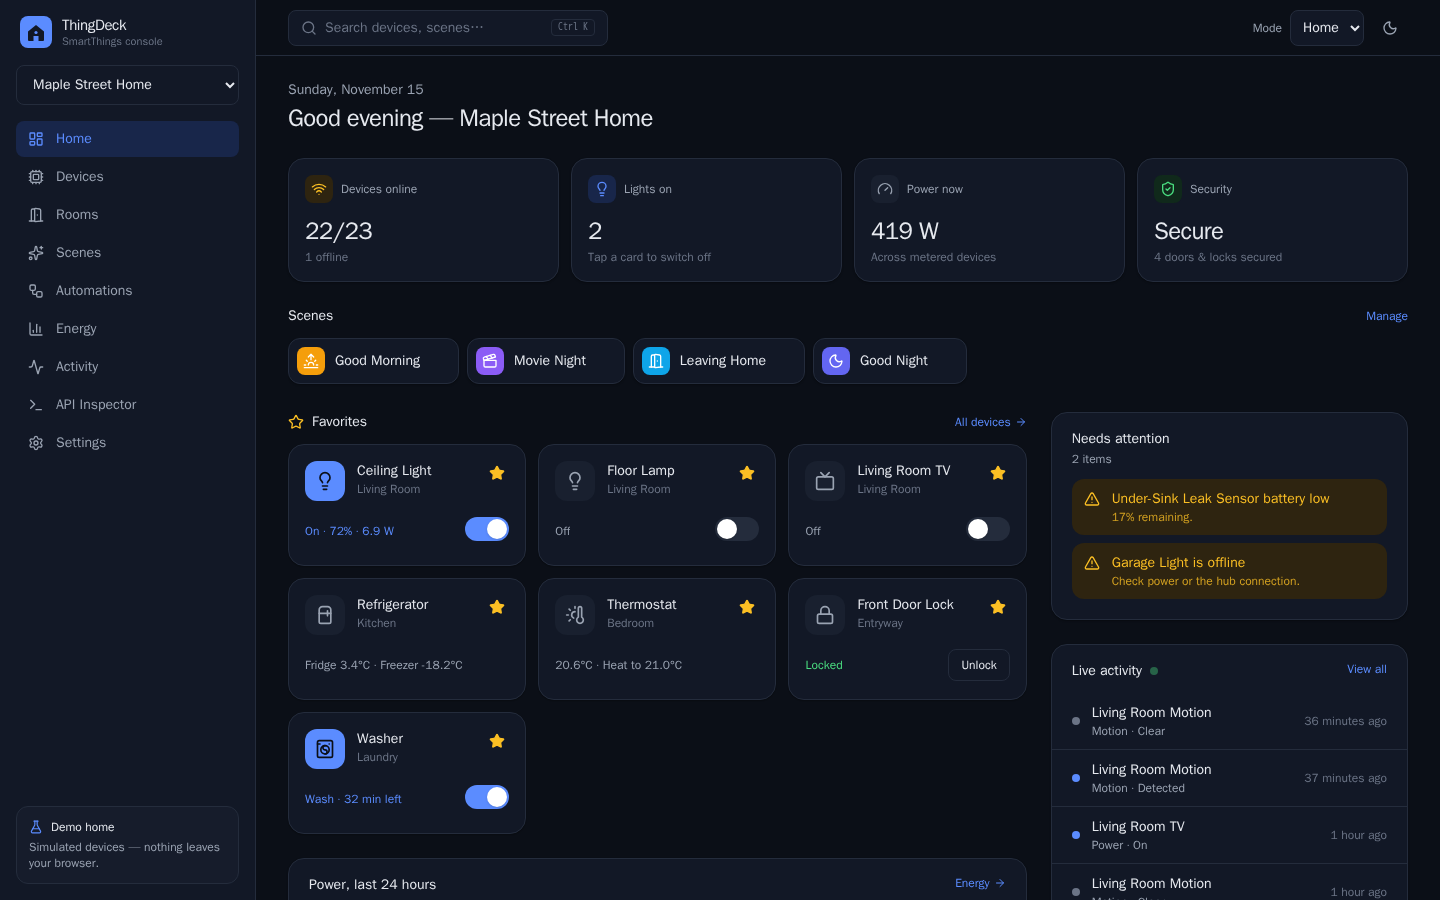 ThingDeck
SmartThings console
Maple Street Home
Home
Devices
Rooms
Scenes
Automations
Energy
Activity
API Inspector
Settings
Demo home
Simulated devices — nothing leaves
your browser.
Search devices, scenes···
Ctrl K
Mode
Home
Sunday, November 15
Good evening — Maple Street Home
Devices online
22/23
1 offline
Lights on
2
Tap a card to switch off
Power now
419 W
Across metered devices
Security
Secure
4 doors & locks secured
Scenes
Manage
Good Morning
Movie Night
Leaving Home
Good Night
Favorites
All devices →
Ceiling Light
Living Room
On · 72% · 6.9 W
Floor Lamp
Living Room
Off
Living Room TV
Living Room
Off
Refrigerator
Kitchen
Fridge 3.4°C · Freezer -18.2°C
Thermostat
Bedroom
20.6°C · Heat to 21.0°C
Front Door Lock
Entryway
Locked
Unlock
Washer
Laundry
Wash · 32 min left
Power, last 24 hours
Energy →
Needs attention
2 items
Under-Sink Leak Sensor battery low
17% remaining.
Garage Light is offline
Check power or the hub connection.
Live activity
View all
Living Room Motion
Motion · Clear
36 minutes ago
Living Room Motion
Motion · Detected
37 minutes ago
Living Room TV
Power · On
1 hour ago
Living Room Motion
1 hour ago